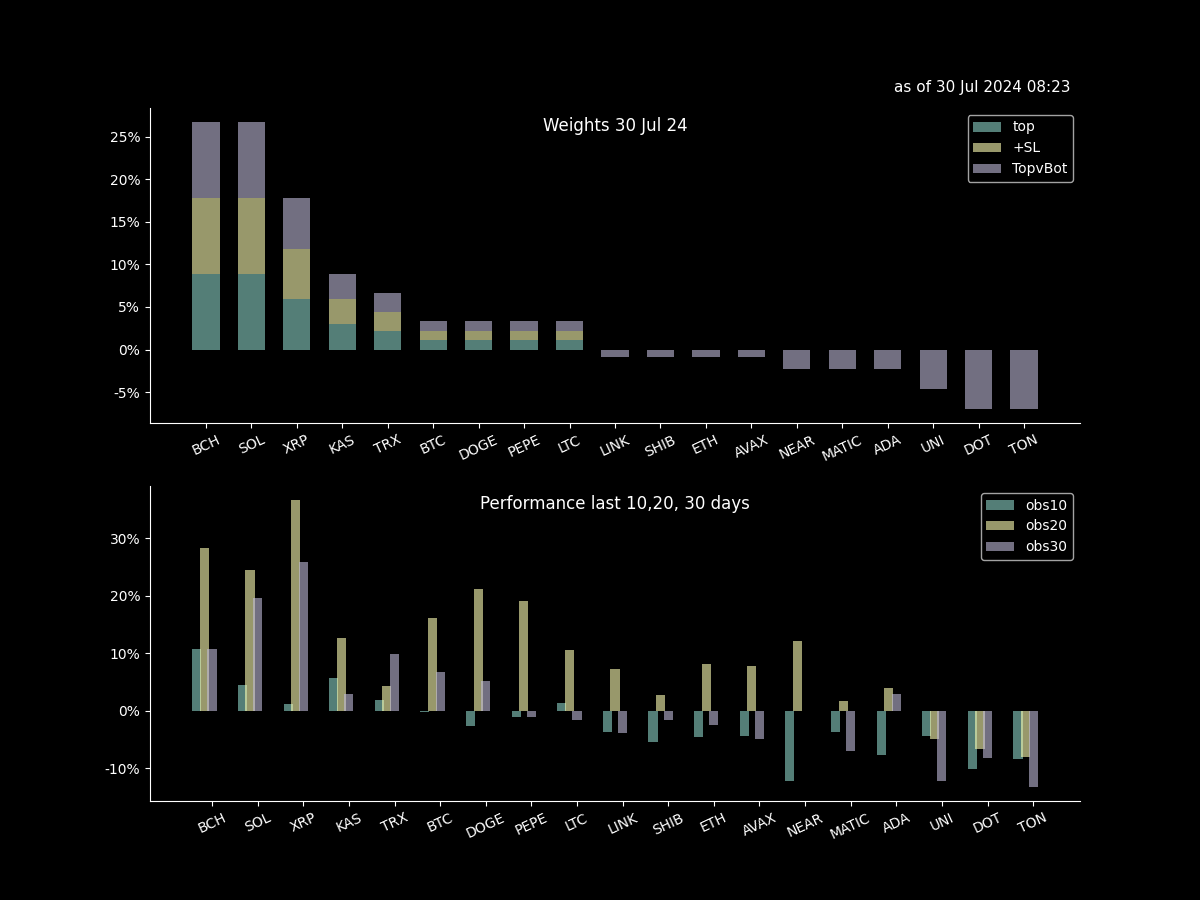 as of 30 Jul 2024 08:23
Weights 30 Jul 24
top
+SL
TopvBot
25%
20%
15%
10%
5%
0%
-5%
BCH SOL XRP KAS TRX BTC DOGE PEPE LTC LINK SHIB ETH AVAX NEAR MATIC ADA UNI DOT TON
Performance last 10,20, 30 days
obs10
obs20
obs30
30%
20%
10%
0%
-10%
BCH SOL XRP KAS TRX BTC DOGE PEPE LTC LINK SHIB ETH AVAX NEAR MATIC ADA UNI DOT TON